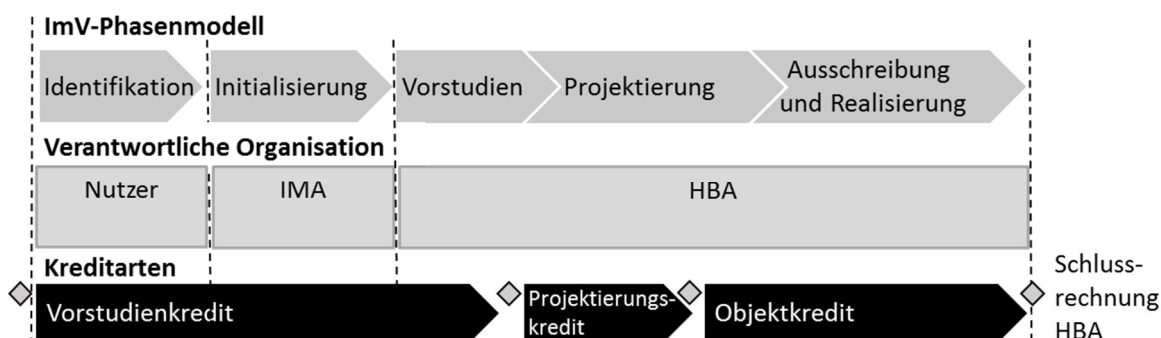 ImV-Phasenmodell
Identifikation
Initialisierung
Vorstudien
Projektierung
Ausschreibung
und Realisierung
Verantwortliche Organisation
Nutzer
IMA
HBA
Kreditarten
Vorstudienkredit
Projektierungs-
kredit
Objektkredit
Schluss-
rechnung
HBA